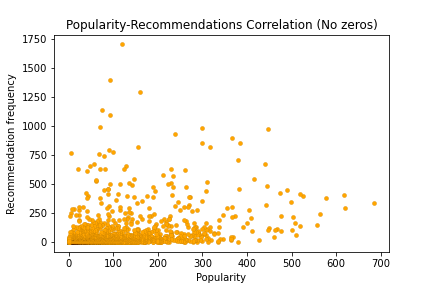 Popularity-Recommendations Correlation (No zeros)
1750
1500
1250
1000
750
500
250
0
Recommendation frequency
0 100 200 300 400 500 600 700
Popularity